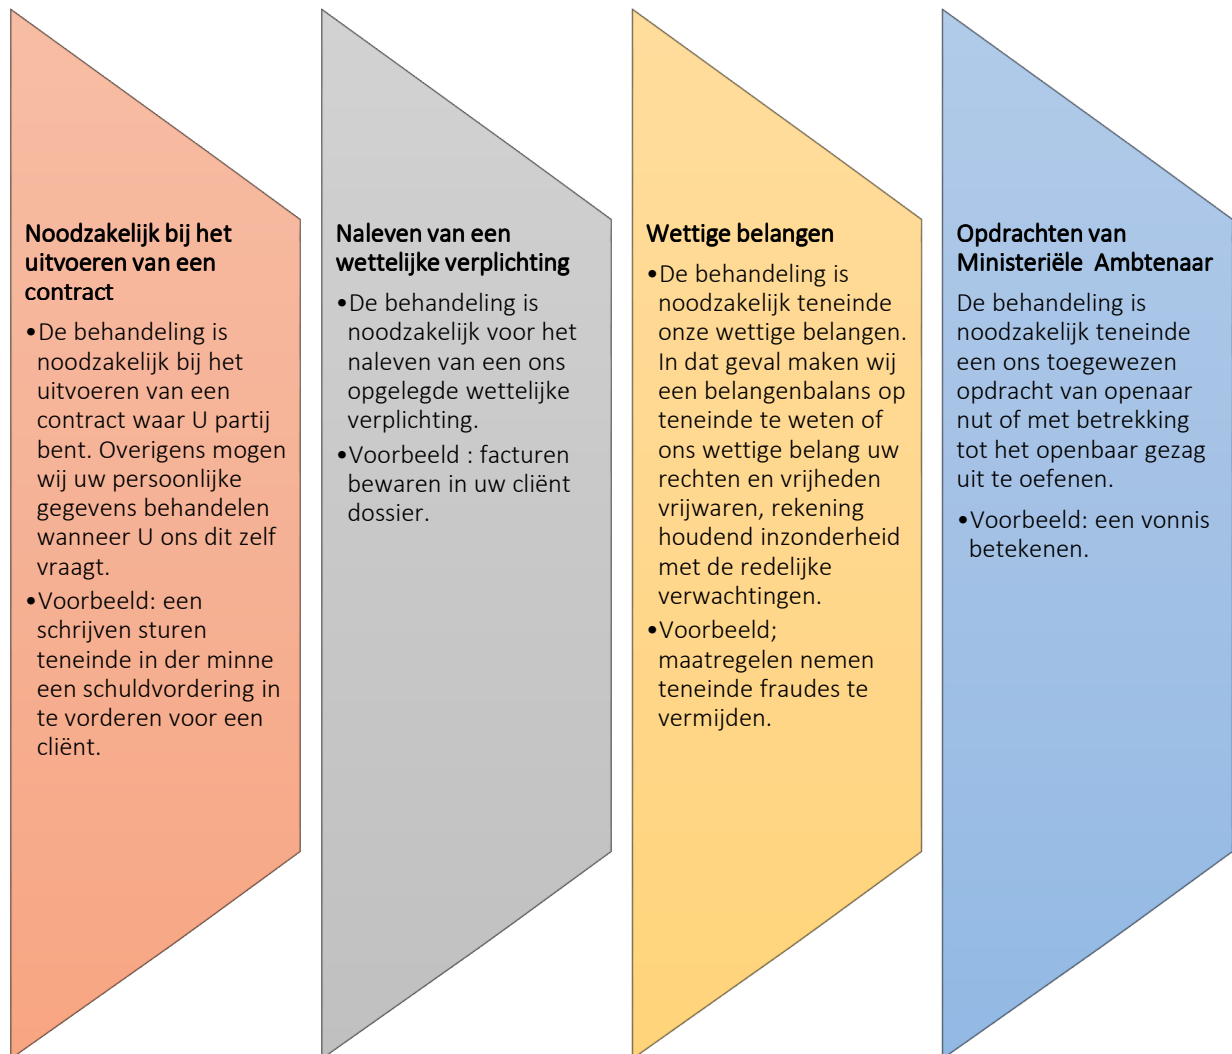 Noodzakelijk bij het
uitvoeren van een
contract
•De behandeling is
noodzakelijk bij het
uitvoeren van een
contract waar U partij
bent. Overigens mogen
wij uw persoonlijke
gegevens behandelen
wanneer U ons dit zelf
vraagt.
•Voorbeeld: een
schrijven sturen
teneinde in der minne
een schuldvordering in
te vorderen voor een
cliënt.
Naleven van een
wettelijke verplichting
•De behandeling is
noodzakelijk voor het
naleven van een ons
opgelegde wettelijke
verplichting.
•Voorbeeld : facturen
bewaren in uw cliënt
dossier.
Wettige belangen
•De behandeling is
noodzakelijk teneinde
onze wettige belangen.
In dat geval maken wij
een belangenbalans op
teneinde te weten of
ons wettige belang uw
rechten en vrijheden
vrijwaren, rekening
houdend inzonderheid
met de redelijke
verwachtingen.
•Voorbeeld;
maatregelen nemen
teneinde fraudes te
vermijden.
Opdrachten van
Ministeriële  Ambtenaar
De behandeling is
noodzakelijk teneinde
een ons toegewezen
opdracht van openaar
nut of met betrekking
tot het openbaar gezag
uit te oefenen.
•Voorbeeld: een vonnis
betekenen.